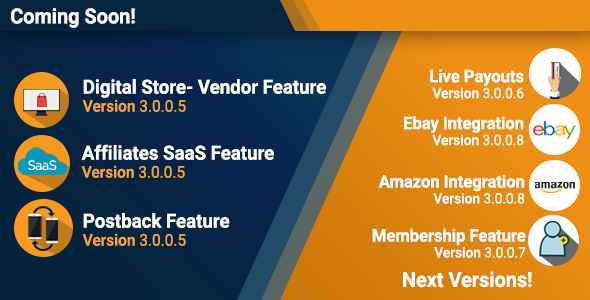 Coming Soon!
Digital Store- Vendor Feature
Version 3.0.0.5
SaaS
Affiliates SaaS Feature
Version 3.0.0.5
Postback Feature
Version 3.0.0.5
Live Payouts
Version 3.0.0.6
Ebay Integration
Version 3.0.0.8
ebay
Amazon Integration
Version 3.0.0.8
amazon
Membership Feature
Version 3.0.0.7
Next Versions!